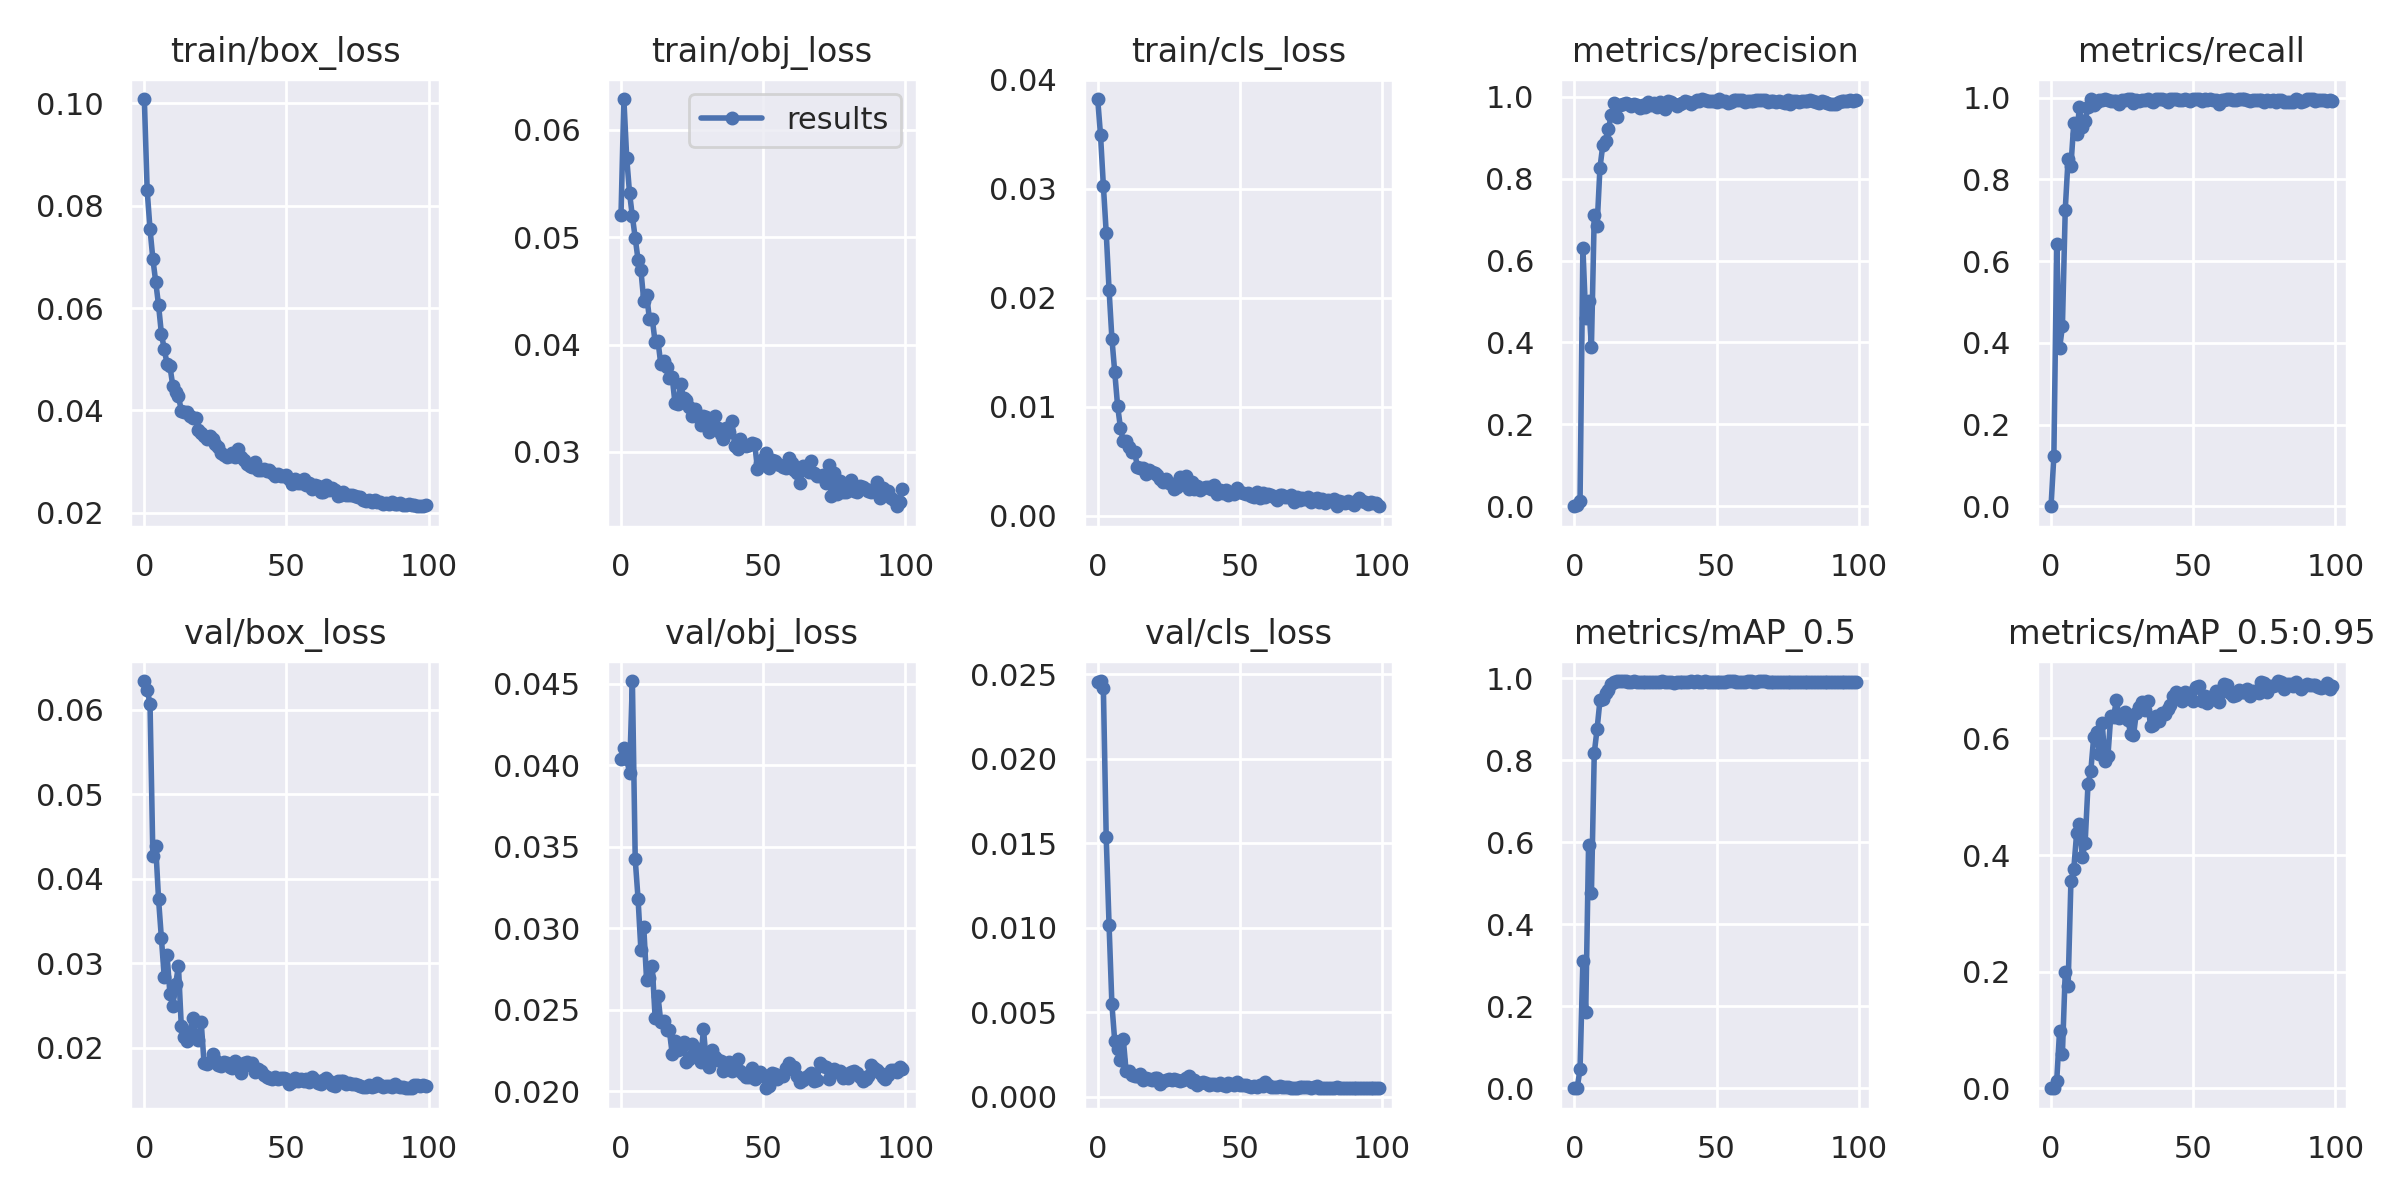 train/box_loss
0.10
0.08
0.06
0.04
0.02
0 50 100
train/obj_loss
results
0.06
0.05
0.04
0.03
0 50 100
train/cls_loss
0.04
0.03
0.02
0.01
0.00
0 50 100
metrics/precision
1.0
0.8
0.6
0.4
0.2
0.0
0 50 100
metrics/recall
1.0
0.8
0.6
0.4
0.2
0.0
0 50 100
val/box_loss
0.06
0.05
0.04
0.03
0.02
0 50 100
val/obj_loss
0.045
0.040
0.035
0.030
0.025
0.020
0 50 100
val/cls_loss
0.025
0.020
0.015
0.010
0.005
0.000
0 50 100
metrics/mAP_0.5
1.0
0.8
0.6
0.4
0.2
0.0
0 50 100
metrics/mAP_0.5:0.95
0.6
0.4
0.2
0.0
0 50 100